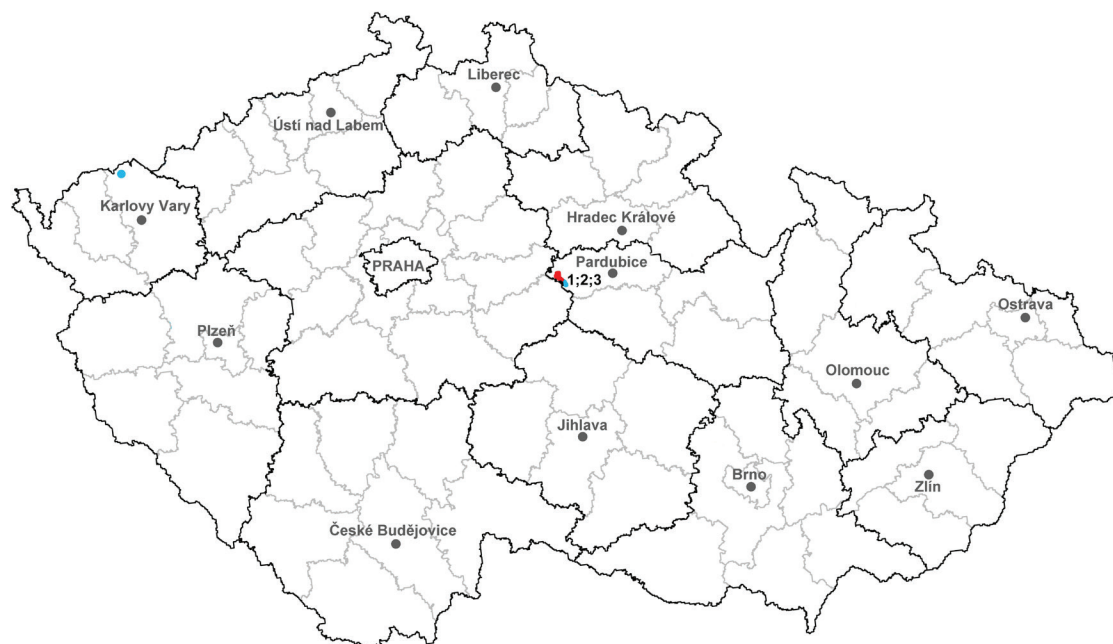 Liberec
Ústí nad Labem
Karlovy Vary
Hradec Králové
PRAHA
Pardubice
1;2;3
Ostrava
Plzeň
Olomouc
Jihlava
Brno
Zlín
České Budějovice